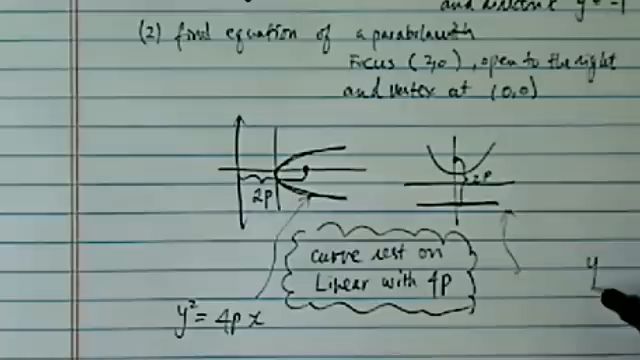 and directrix y = -1
(2) find equation of a parabola with
Focus (2,0), open to the right
and vertex at (0,0)
2P
2P
curve rest on
Linear with 4P
y² = 4px
y